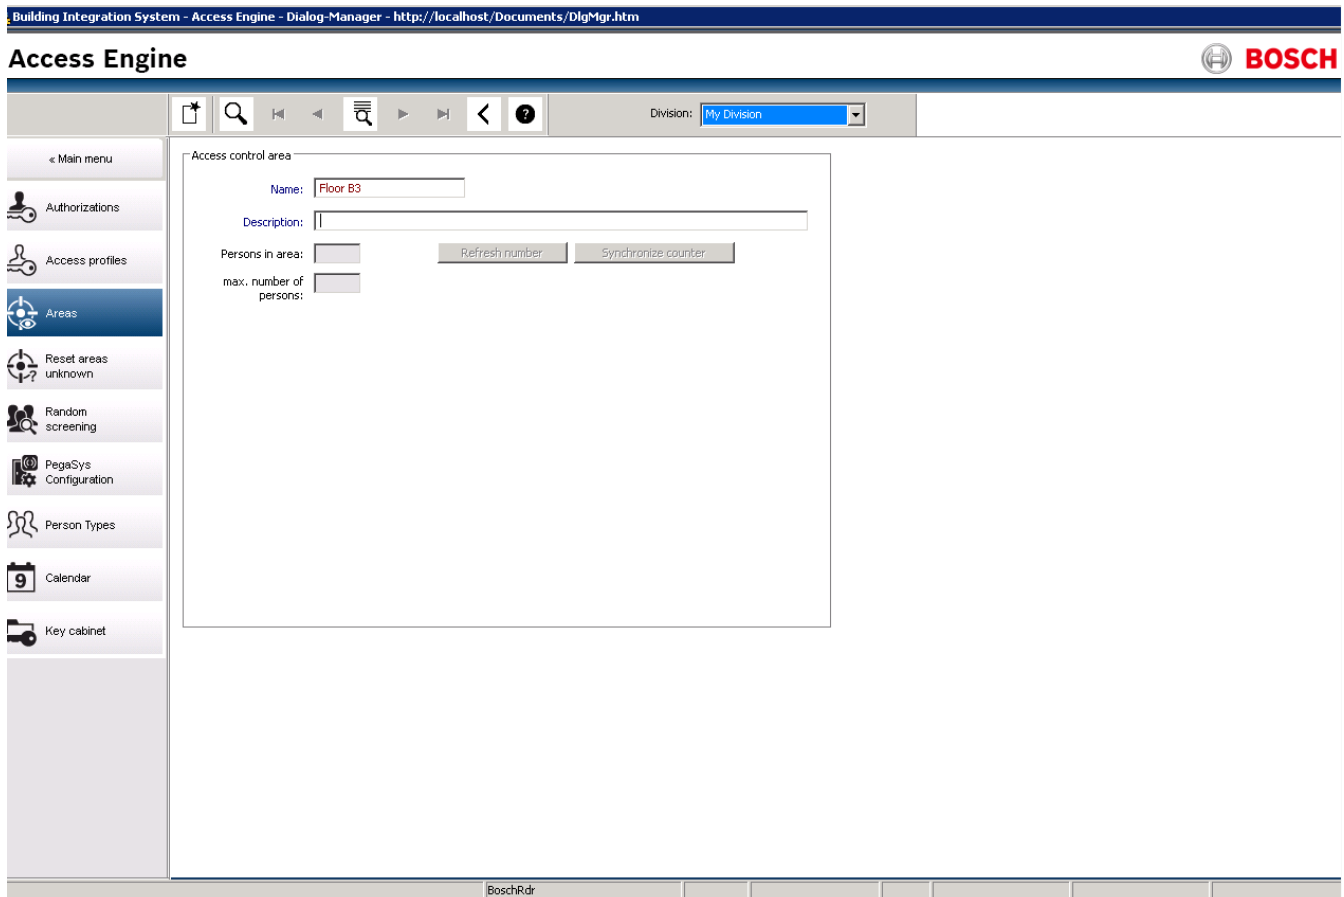 Building Integration System - Access Engine - Dialog-Manager - http://localhost/Documents/DlgMgr.htm
Access Engine
BOSCH
Division: My Division
« Main menu
Authorizations
Access profiles
Areas
Reset areas
unknown
Random
screening
PegaSys
Configuration
Person Types
9
Calendar
Key cabinet
Access control area
Name: Floor B3
Description:
Persons in area:
Refresh number
Synchronize counter
max. number of
persons:
BoschRdr